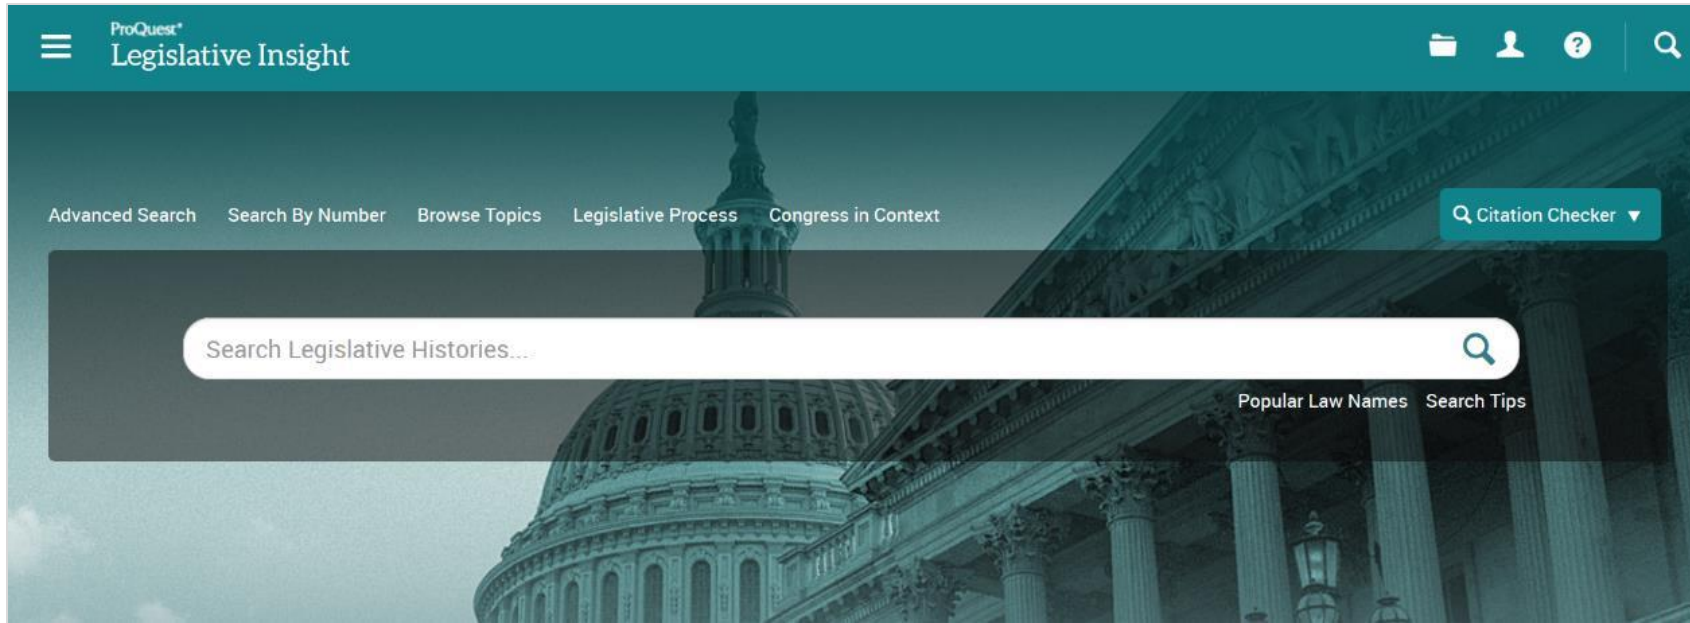 ProQuest*
Legislative Insight
?
Advanced Search Search By Number Browse Topics Legislative Process Congress in Context
Citation Checker ▼
Search Legislative Histories...
Popular Law Names Search Tips